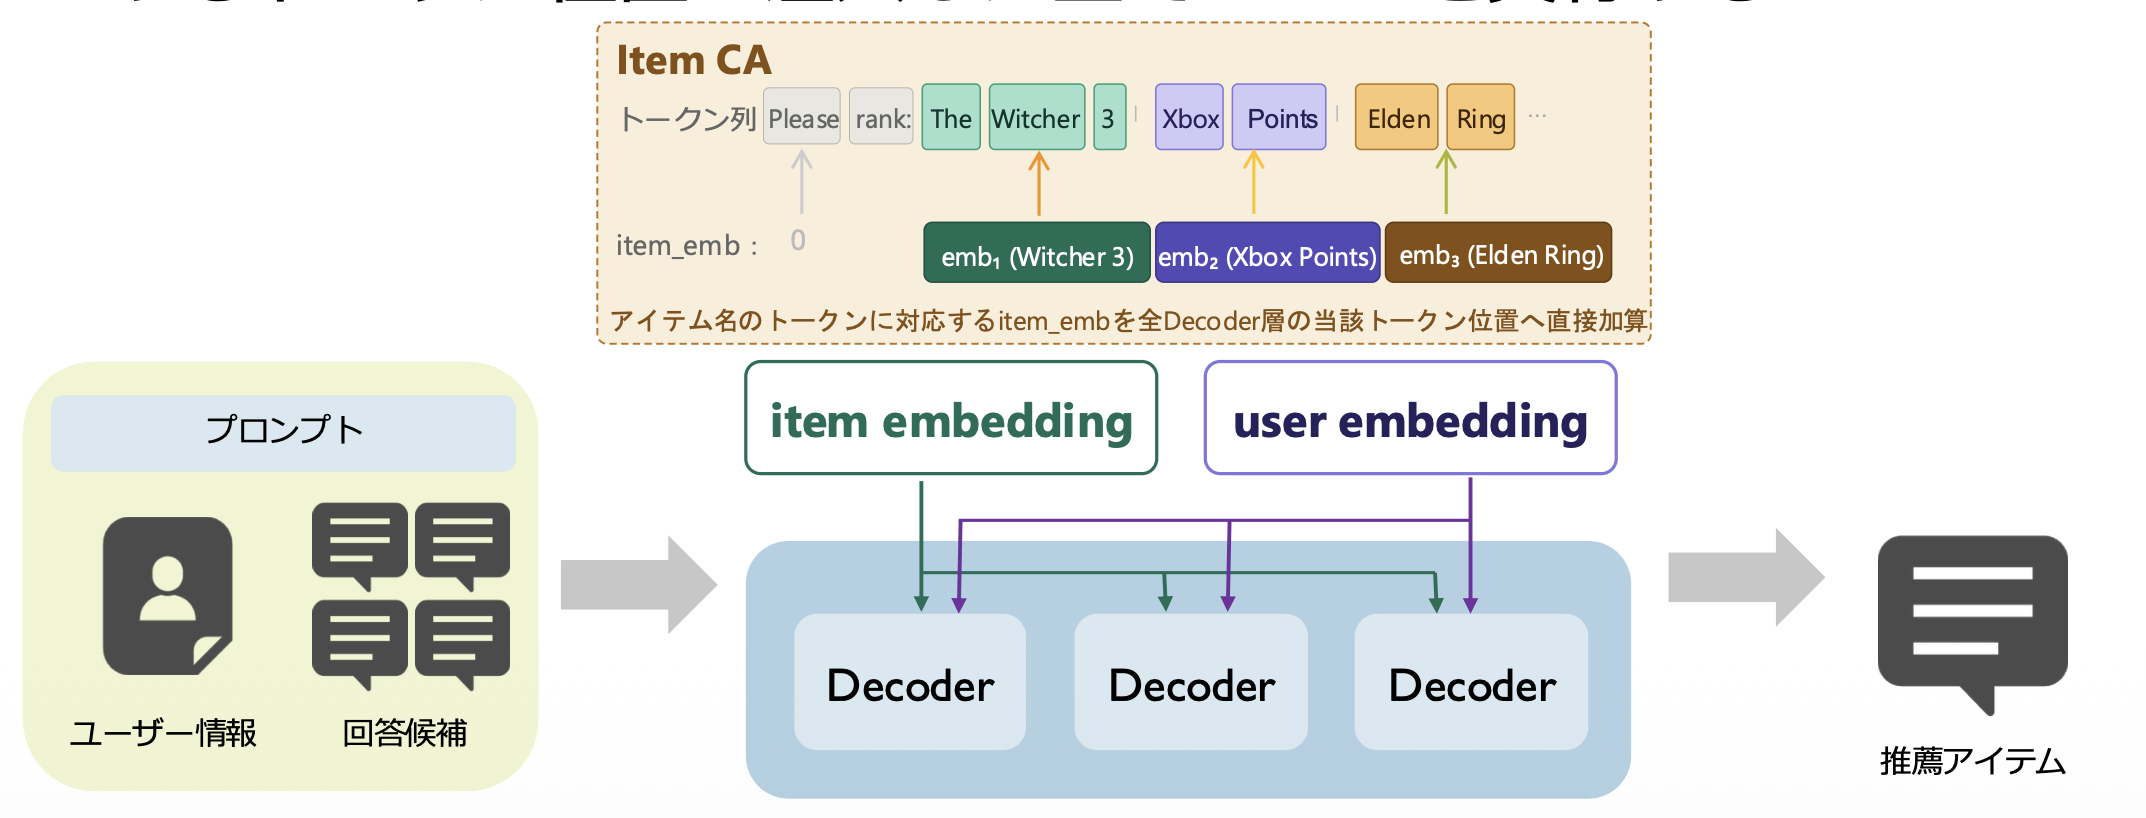 Item CA
トークン列 Please rank: The Witcher 3 | Xbox Points | Elden Ring ...
item_emb : 0 emb₁ (Witcher 3) emb₂ (Xbox Points) emb₃ (Elden Ring)
アイテム名のトークンに対応するitem_embを全Decoder層の当該トークン位置へ直接加算
item embedding user embedding
プロンプト
Decoder Decoder Decoder
ユーザー情報 回答候補
推薦アイテム